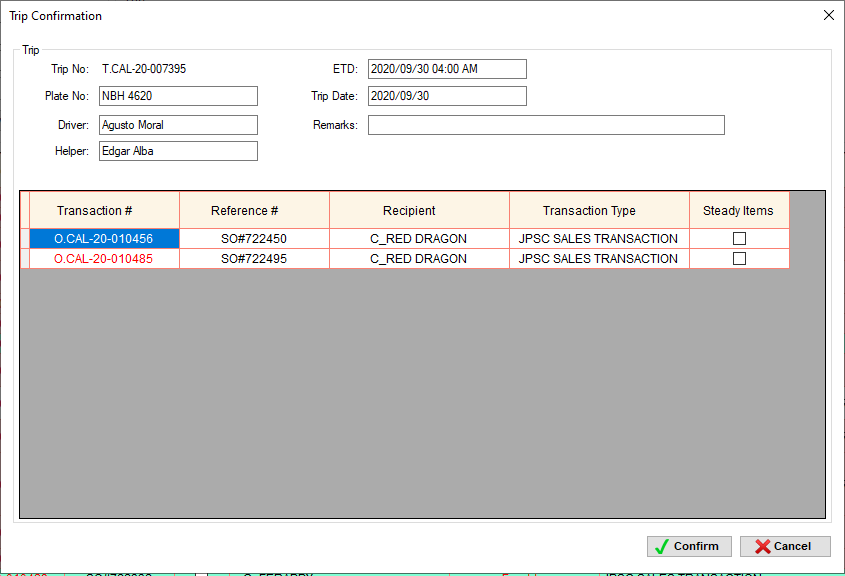 Trip Confirmation
Trip
Trip No: T.CAL-20-007395 ETD: 2020/09/30 04:00 AM
Plate No: NBH 4620 Trip Date: 2020/09/30
Driver: Agusto Moral Remarks:
Helper: Edgar Alba
Transaction # Reference # Recipient Transaction Type Steady Items
O.CAL-20-010456 SO#722450 C_RED DRAGON JPSC SALES TRANSACTION
O.CAL-20-010485 SO#722495 C_RED DRAGON JPSC SALES TRANSACTION
Confirm Cancel